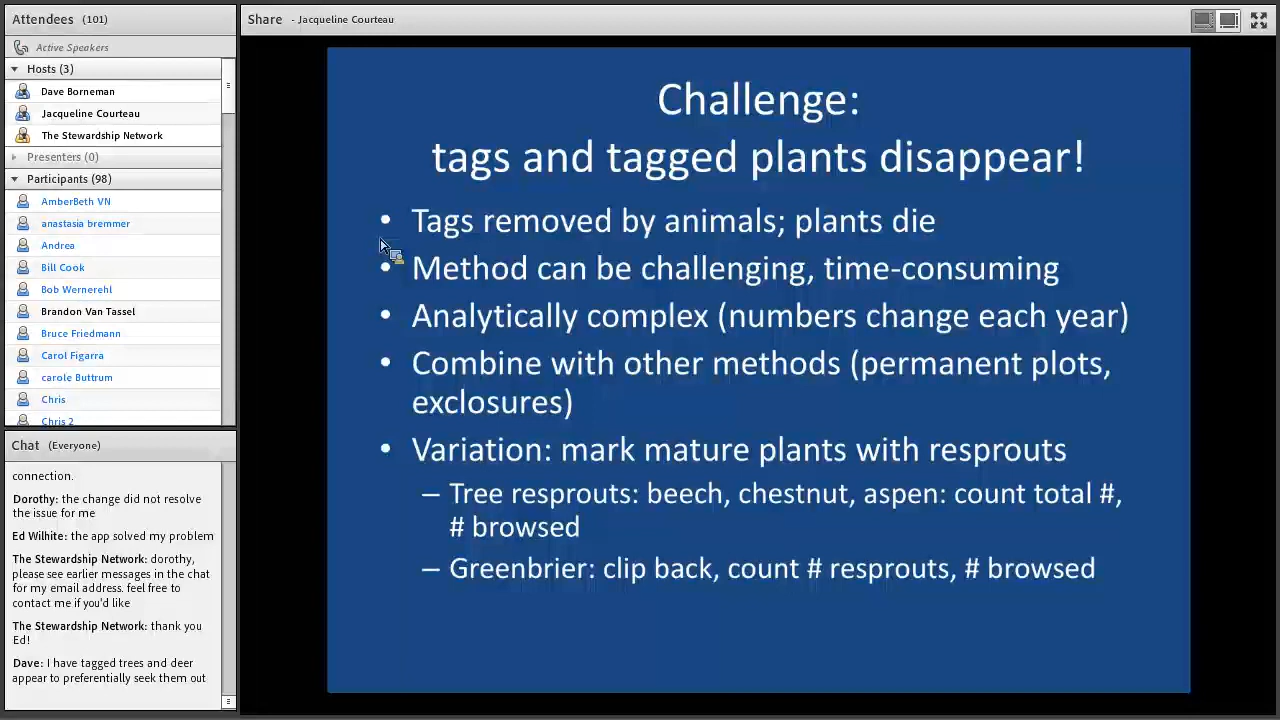 Attendees (101)
Active Speakers
Hosts (3)
Dave Borneman
Jacqueline Courteau
The Stewardship Network
Presenters (0)
Participants (98)
AmberBeth VN
anastasia bremmer
Andrea
Bill Cook
Bob Wernerehl
Brandon Van Tassel
Bruce Friedmann
Carol Figarra
carole Buttrum
Chris
Chris 2
Chat (Everyone)
connection.
Dorothy: the change did not resolve
the issue for me
Ed Wilhite: the app solved my problem
The Stewardship Network: dorothy,
please see earlier messages in the chat
for my email address. feel free to
contact me if you'd like
The Stewardship Network: thank you
Ed!
Dave: I have tagged trees and deer
appear to preferentially seek them out
Share - Jacqueline Courteau
Challenge:
tags and tagged plants disappear!
• Tags removed by animals; plants die
• Method can be challenging, time-consuming
• Analytically complex (numbers change each year)
• Combine with other methods (permanent plots,
exclosures)
• Variation: mark mature plants with resprouts
– Tree resprouts: beech, chestnut, aspen: count total #,
# browsed
– Greenbrier: clip back, count # resprouts, # browsed